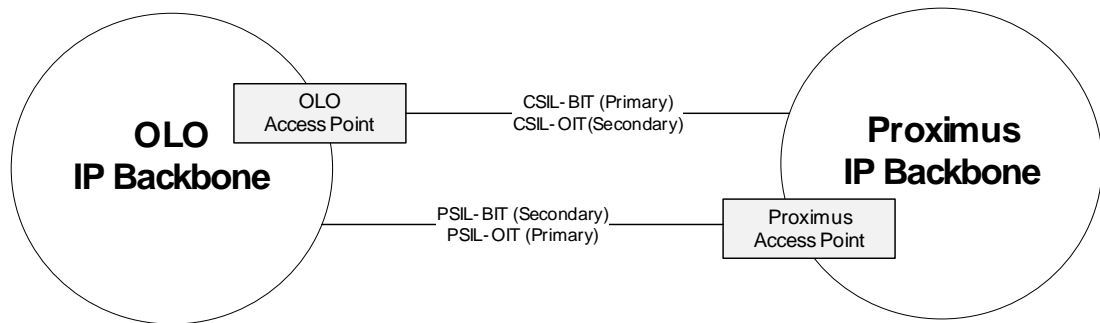 OLO
Access Point
CSIL-BIT (Primary)
CSIL-OIT(Secondary)
OLO
IP Backbone
Proximus
IP Backbone
PSIL-BIT (Secondary)
PSIL-OIT (Primary)
Proximus
Access Point